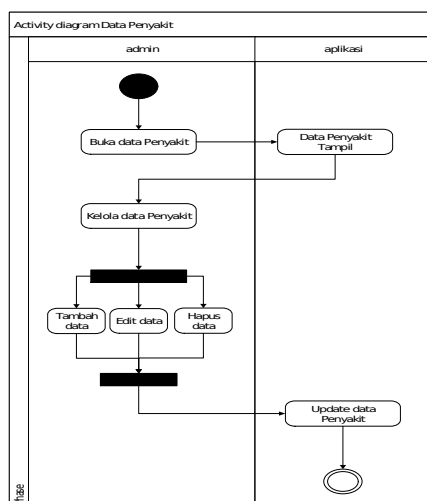 Activity diagram Data Penyakit
admin
aplikasi
Buka data Penyakit
Data Penyakit
Tampil
Kelola data Penyakit
Tambah
data
Edit data
Hapus
data
Update data
Penyakit